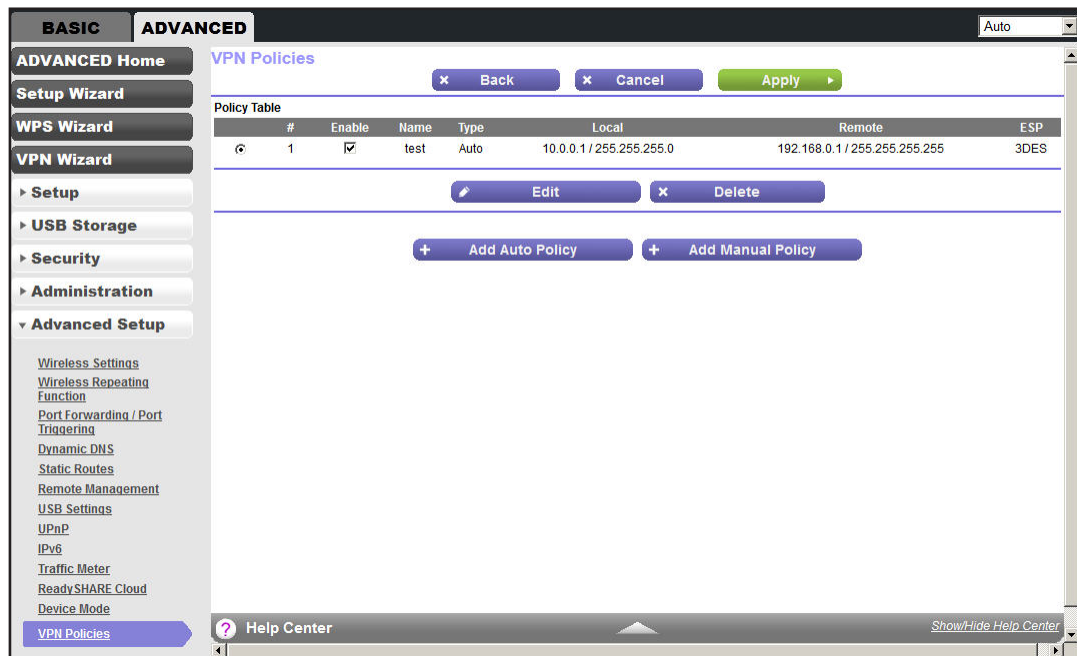 BASIC
ADVANCED
Auto
ADVANCED Home
Setup Wizard
WPS Wizard
VPN Wizard
Setup
USB Storage
Security
Administration
Advanced Setup
Wireless Settings
Wireless Repeating
Function
Port Forwarding / Port
Triggering
Dynamic DNS
Static Routes
Remote Management
USB Settings
UPnP
IPv6
Traffic Meter
ReadySHARE Cloud
Device Mode
VPN Policies
VPN Policies
Back Cancel Apply
Policy Table
# Enable Name Type Local Remote ESP
1 test Auto 10.0.0.1 / 255.255.255.0 192.168.0.1 / 255.255.255.255 3DES
Edit Delete
Add Auto Policy Add Manual Policy
? Help Center Show/Hide Help Center